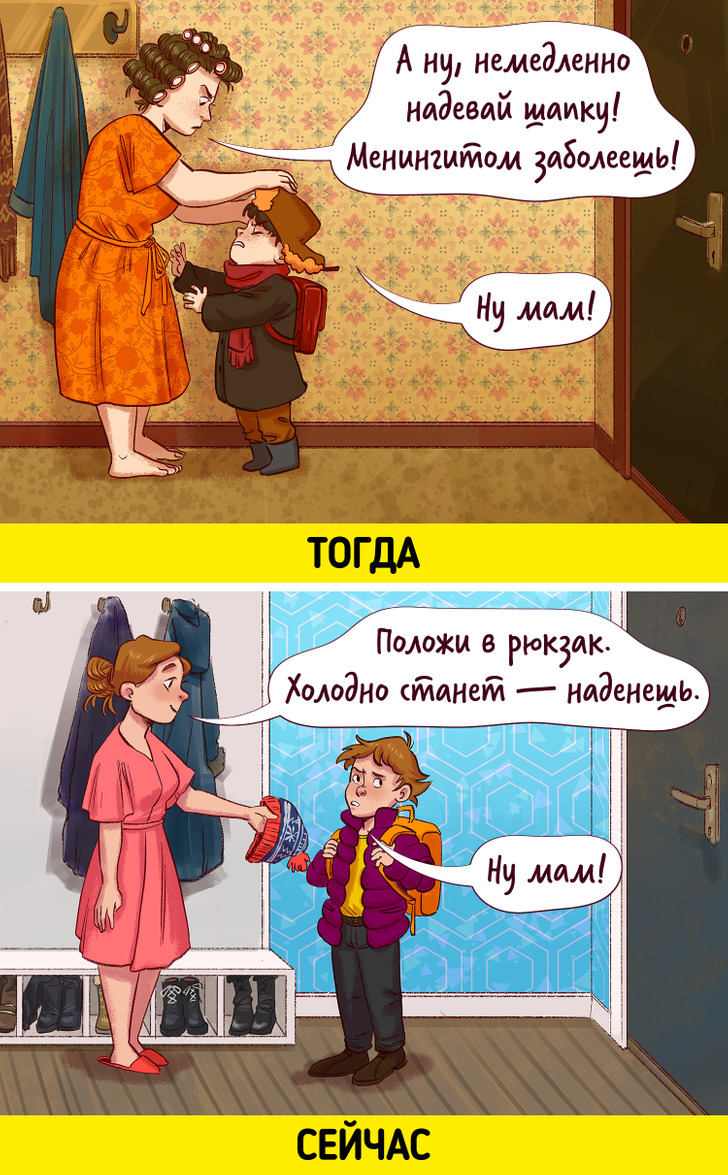 А ну, немедленно
надевай шапку!
Менингитом заболеешь!
Ну мам!
ТОГДА
Положи в рюкзак.
Холодно станет — наденешь.
Ну мам!
СЕЙЧАС